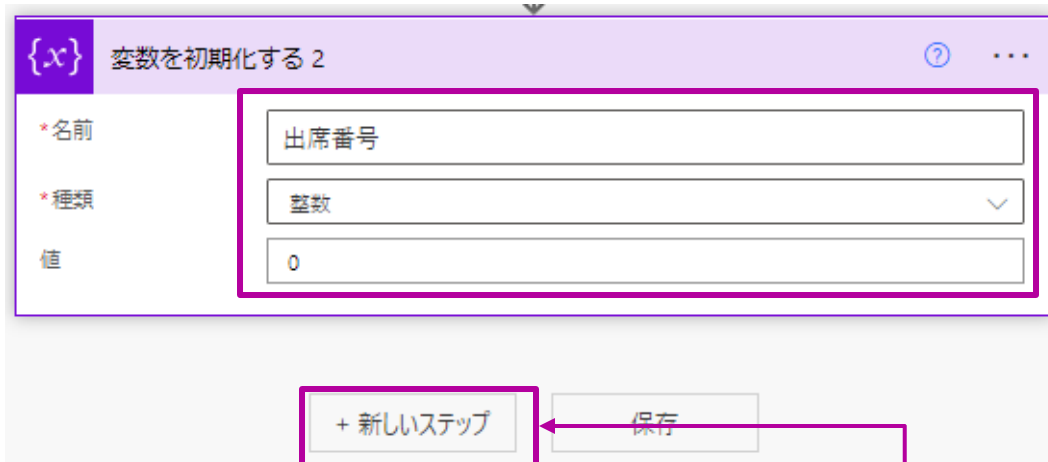 {x} 変数を初期化する 2
*名前 出席番号
*種類 整数
値 0
+ 新しいステップ 保存